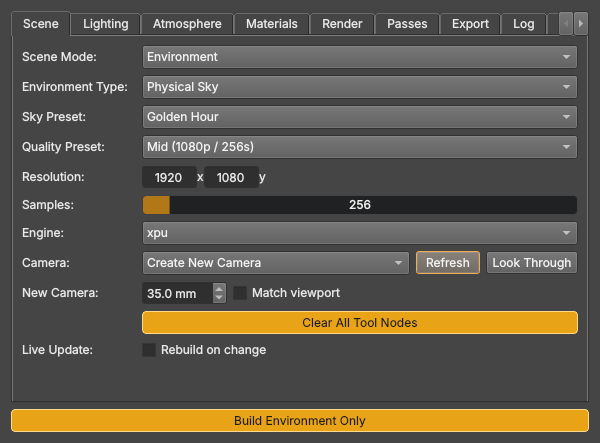 Scene Lighting Atmosphere Materials Render Passes Export Log
Scene Mode: Environment
Environment Type: Physical Sky
Sky Preset: Golden Hour
Quality Preset: Mid (1080p / 256s)
Resolution: 1920 x 1080 y
Samples: 256
Engine: xpu
Camera: Create New Camera Refresh Look Through
New Camera: 35.0 mm Match viewport
Clear All Tool Nodes
Live Update: Rebuild on change
Build Environment Only